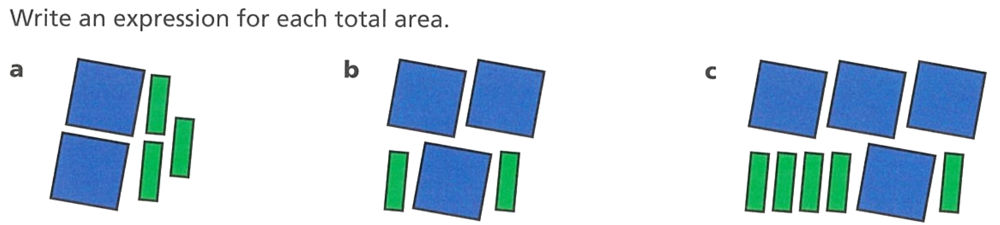 Write an expression for each total area.
a
b
c